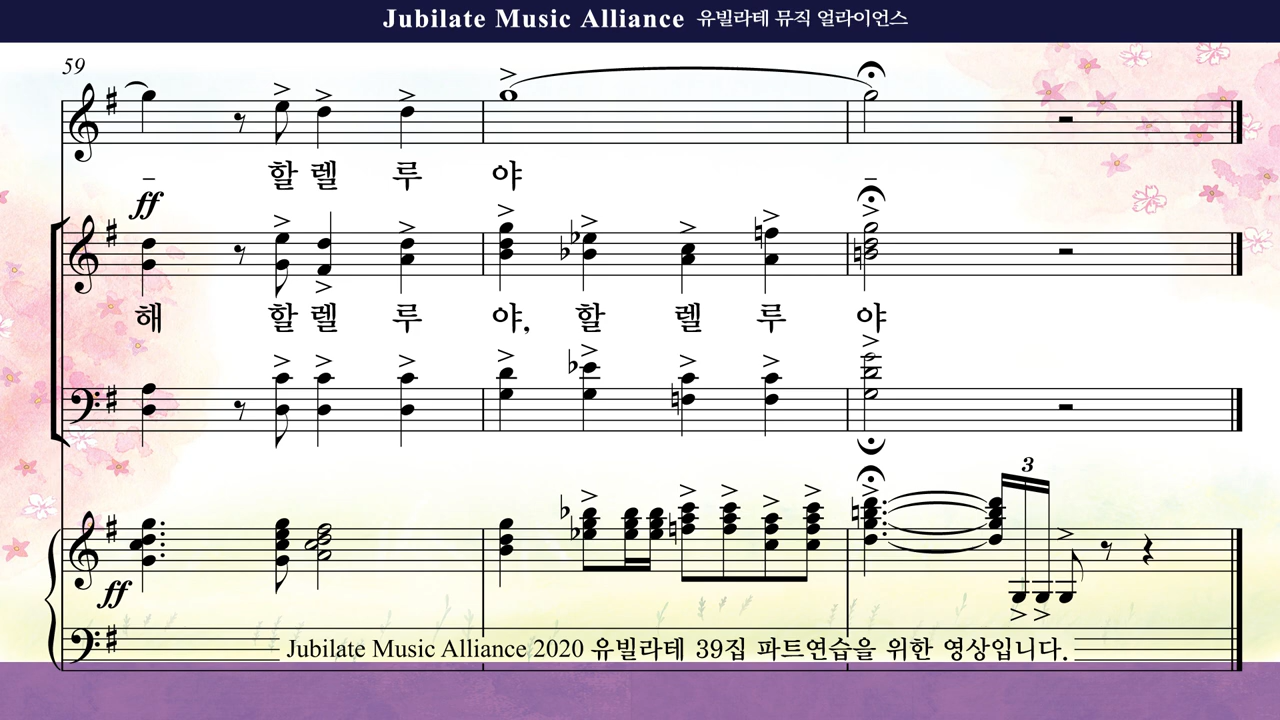 Jubilate Music Alliance 유빌라테 뮤직 얼라이언스
59
– 할 렐 루 야 –
ff
해 할 렐 루 야, 할 렐 루 야
3
ff
Jubilate Music Alliance 2020 유빌라테 39집 파트연습을 위한 영상입니다.